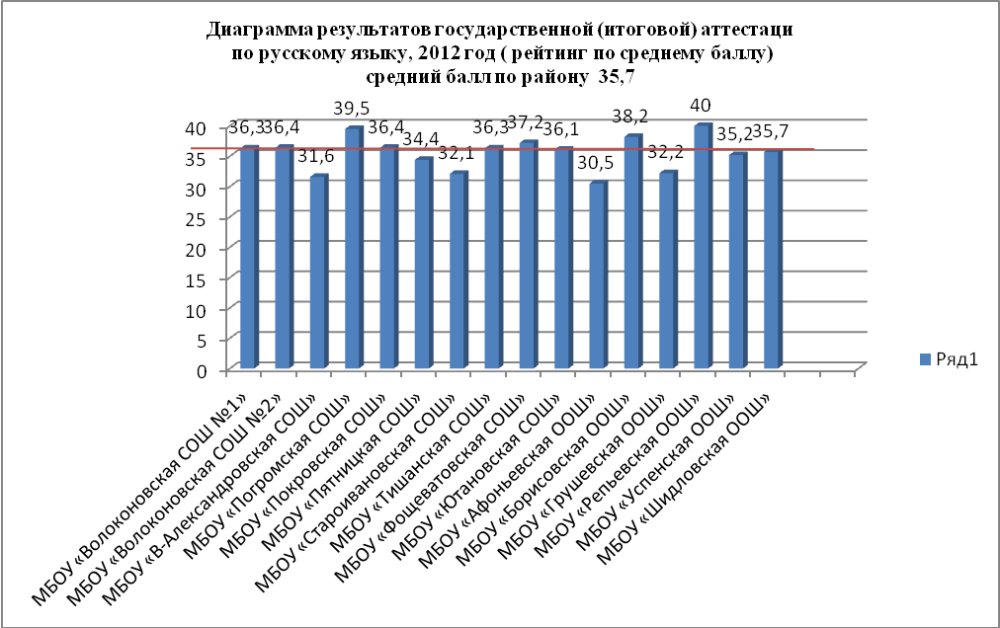 Диаграмма результатов государственной (итоговой) аттестаци
по русскому языку, 2012 год ( рейтинг по среднему баллу)
средний балл по району 35,7
36,3
36,4
31,6
39,5
36,4
34,4
32,1
36,3
37,2
36,1
30,5
38,2
32,2
40
35,2
35,7
40
35
30
25
20
15
10
5
0
Ряд1
МБОУ «Волоконовская СОШ №1»
МБОУ «Волоконовская СОШ №2»
МБОУ «В-Александровская СОШ»
МБОУ «Погромская СОШ»
МБОУ «Покровская СОШ»
МБОУ «Пятницкая СОШ»
МБОУ «Староивановская СОШ»
МБОУ «Тишанская СОШ»
МБОУ «Фощеватовская СОШ»
МБОУ «Ютановская СОШ»
МБОУ «Афоньевская ООШ»
МБОУ «Борисовская ООШ»
МБОУ «Грушевская ООШ»
МБОУ «Репьевская ООШ»
МБОУ «Успенская ООШ»
МБОУ «Шидловская ООШ»